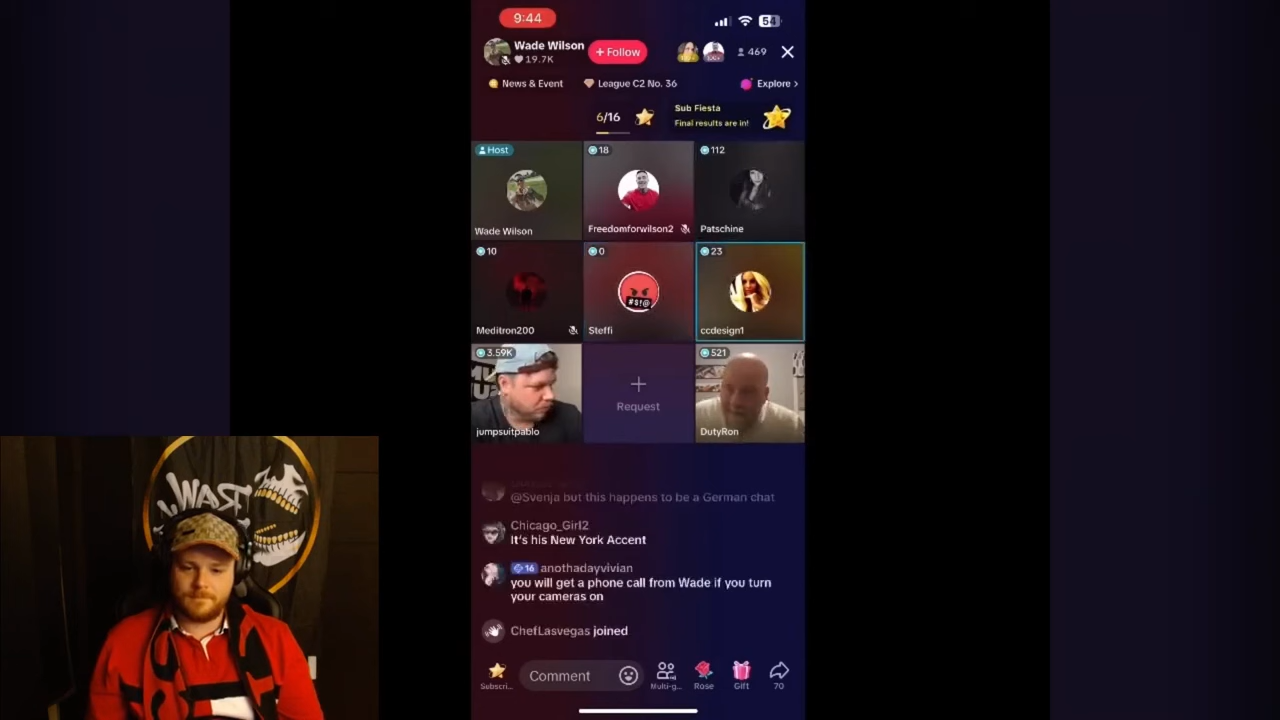 9:44
54
Wade Wilson
+ Follow
19.7K
469
News & Event
League C2 No. 36
Explore >
6/16
Sub Fiesta
Final results are in!
Host
18
112
Wade Wilson
Freedomforwilson2
Patschine
10
0
23
#$!@
Meditron200
Steffi
ccdesign1
3.59K
521
Request
jumpsuitpablo
DutyRon
@Svenja but this happens to be a German chat
Chicago_Girl2
It's his New York Accent
16 anothadayvivian
you will get a phone call from Wade if you turn
your cameras on
ChefLasvegas joined
Comment
Subscri...
Multi-g...
Rose
Gift
70